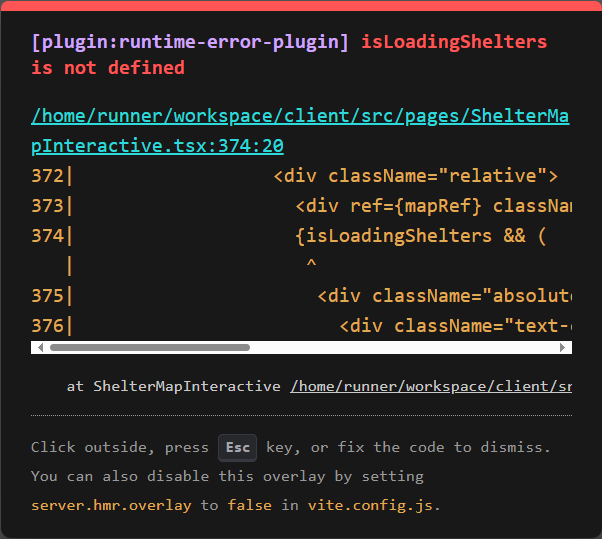 [plugin:runtime-error-plugin] isLoadingShelters
is not defined
/home/runner/workspace/client/src/pages/ShelterMa
pInteractive.tsx:374:20
372| <div className="relative">
373| <div ref={mapRef} classNam
374| {isLoadingShelters && (
| ^
375| <div className="absolute
376| <div className="text-
at ShelterMapInteractive /home/runner/workspace/client/sr
Click outside, press Esc key, or fix the code to dismiss.
You can also disable this overlay by setting
server.hmr.overlay to false in vite.config.js.